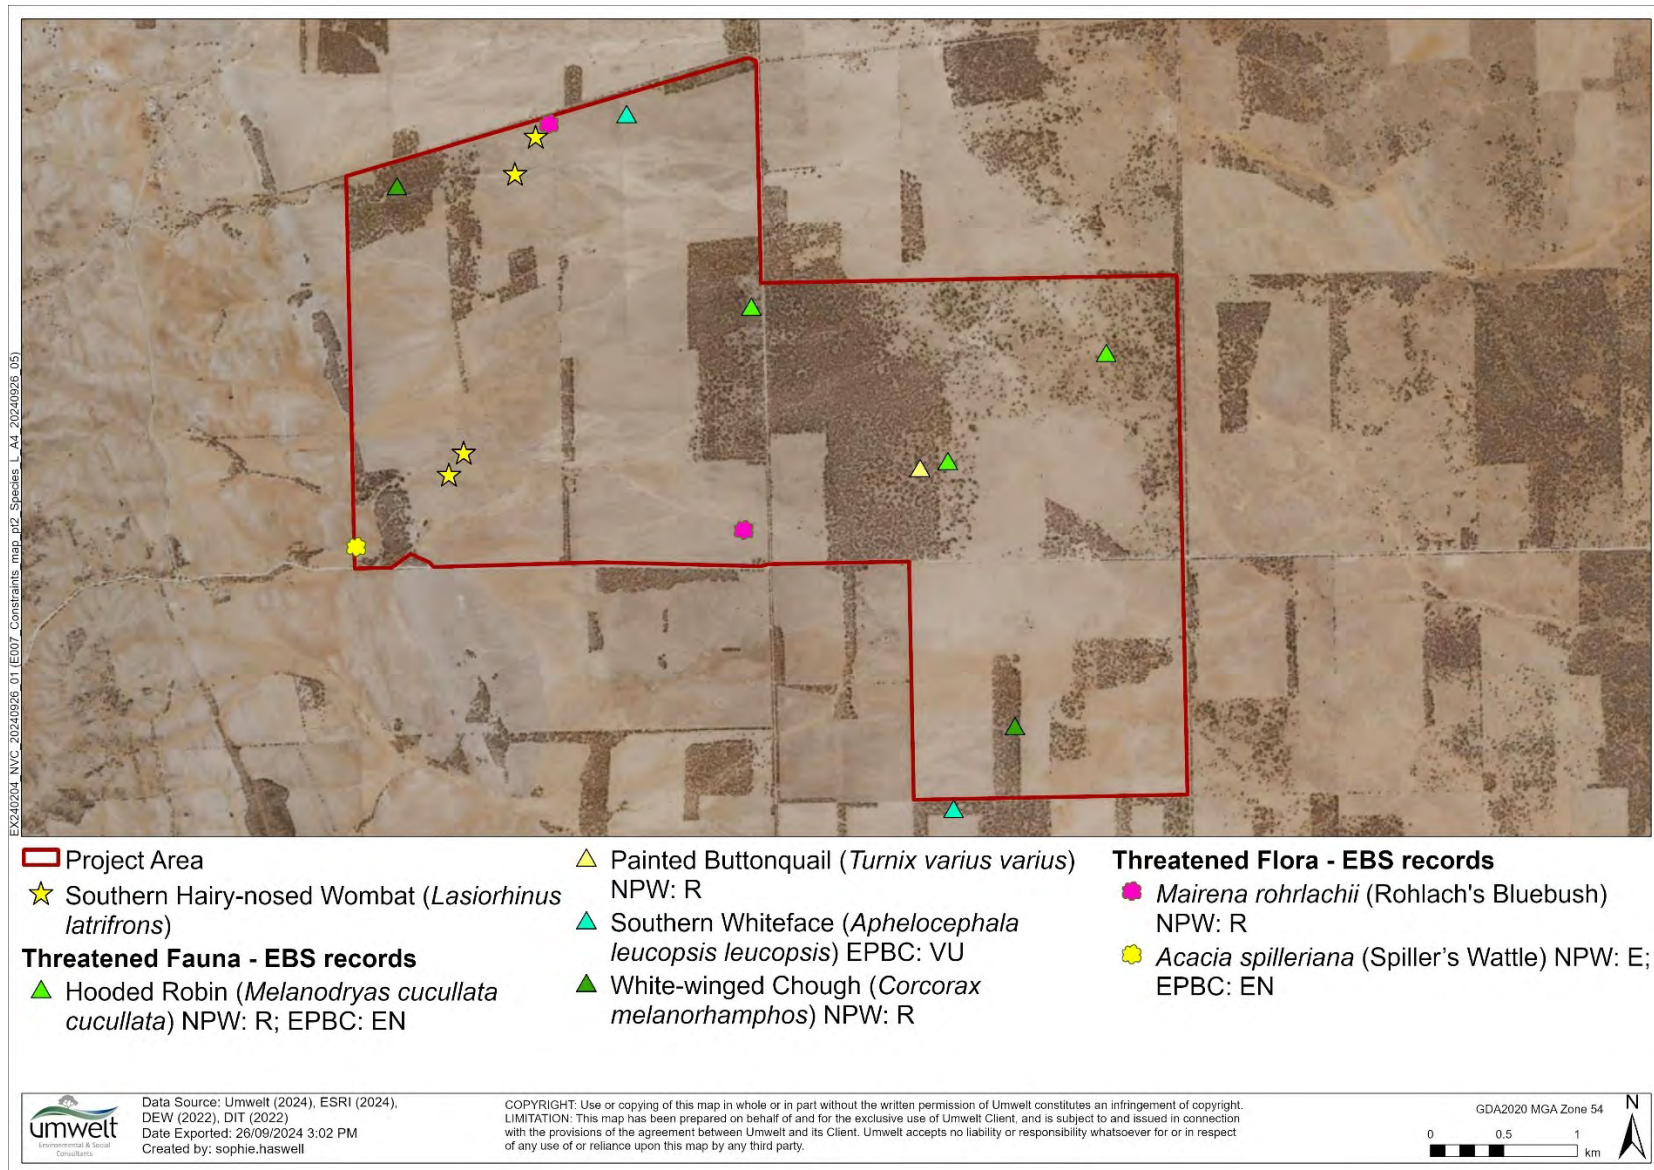 EX240204_NVC_20240926_01 (E007_Constraints_map_pt2_Species_L_A4_20240926_05)
Project Area
Southern Hairy-nosed Wombat (Lasiorhinus
latrifrons)
Threatened Fauna - EBS records
Hooded Robin (Melanodryas cucullata
cucullata) NPW: R; EPBC: EN
Painted Buttonquail (Turnix varius varius)
NPW: R
Southern Whiteface (Aphelocephala
leucopsis leucopsis) EPBC: VU
White-winged Chough (Corcorax
melanorhamphos) NPW: R
Threatened Flora - EBS records
Mairena rohrlachii (Rohlach's Bluebush)
NPW: R
Acacia spilleriana (Spiller's Wattle) NPW: E;
EPBC: EN
umwelt
Environmental & Social
Consultants
Data Source: Umwelt (2024), ESRI (2024),
DEW (2022), DIT (2022)
Date Exported: 26/09/2024 3:02 PM
Created by: sophie.haswell
COPYRIGHT: Use or copying of this map in whole or in part without the written permission of Umwelt constitutes an infringement of copyright.
LIMITATION: This map has been prepared on behalf of and for the exclusive use of Umwelt Client, and is subject to and issued in connection
with the provisions of the agreement between Umwelt and its Client. Umwelt accepts no liability or responsibility whatsoever for or in respect
of any use of or reliance upon this map by any third party.
GDA2020 MGA Zone 54
N
0 0.5 1
km